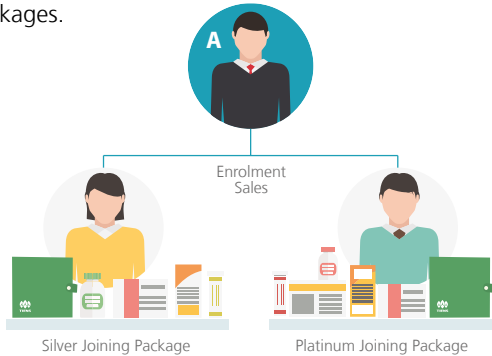 kages.
A
Enrolment
Sales
Silver Joining Package
Platinum Joining Package